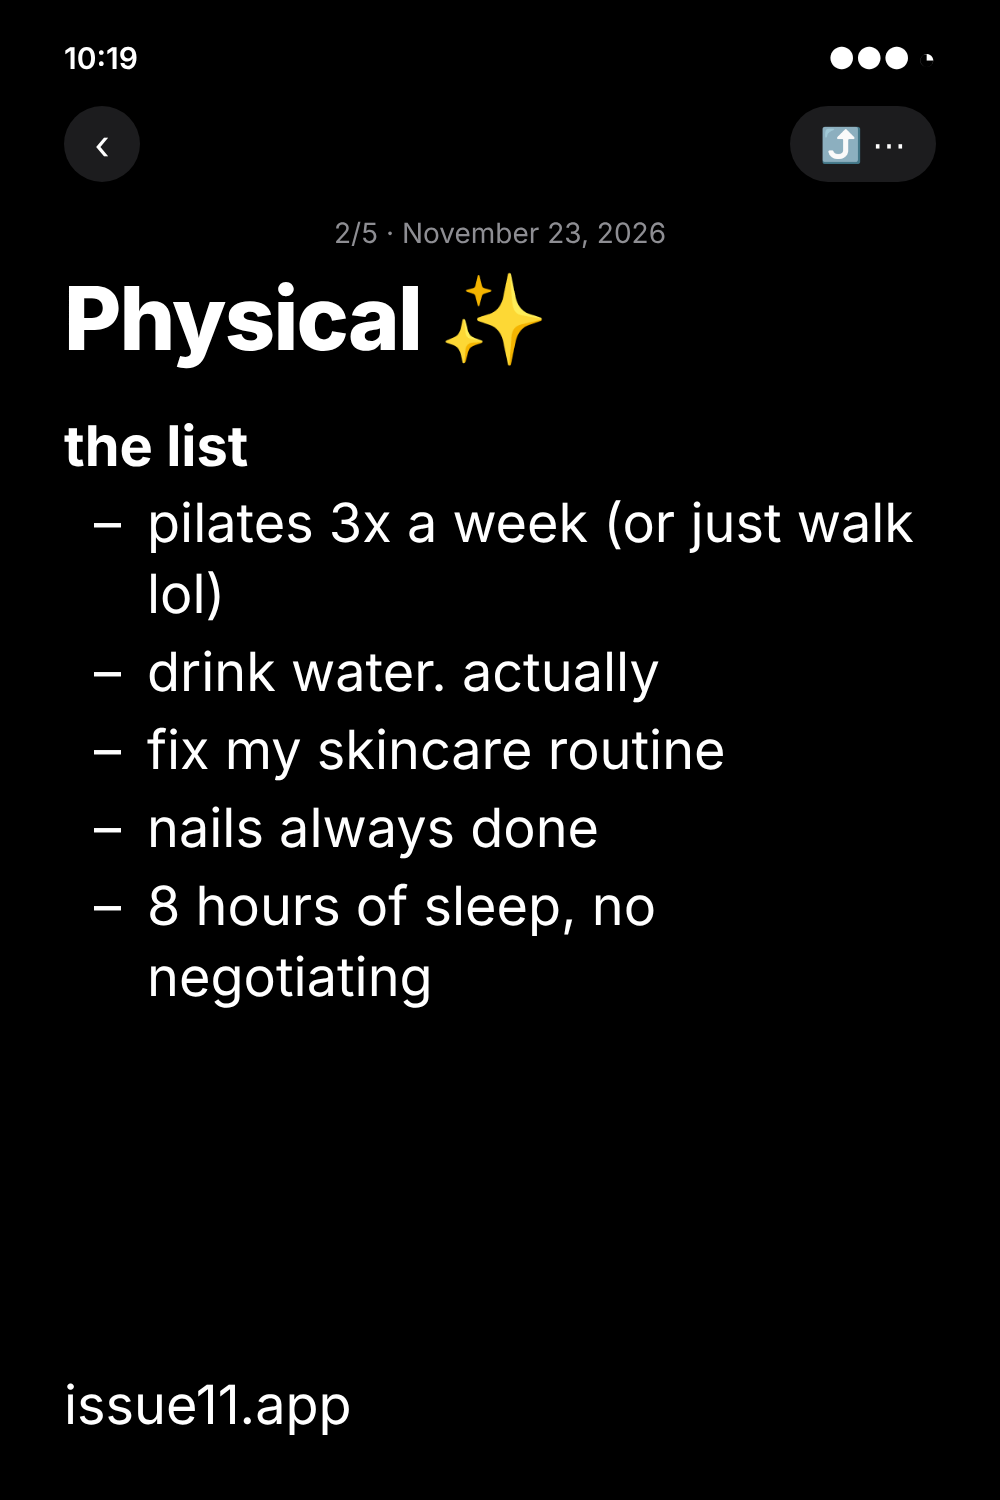 10:19
2/5 · November 23, 2026
Physical ✨
the list
– pilates 3x a week (or just walk
lol)
– drink water. actually
– fix my skincare routine
– nails always done
– 8 hours of sleep, no
negotiating
issue11.app